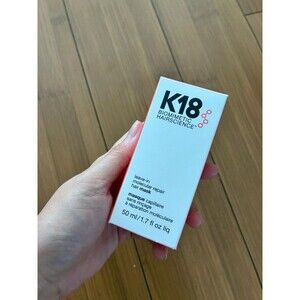 K18
BIOMIMETIC
HAIRSCIENCE
leave-in
molecular repair
hair mask
masque capillaire
sans rinçage
à réparation moléculaire
50 ml/1.7 fl oz liq